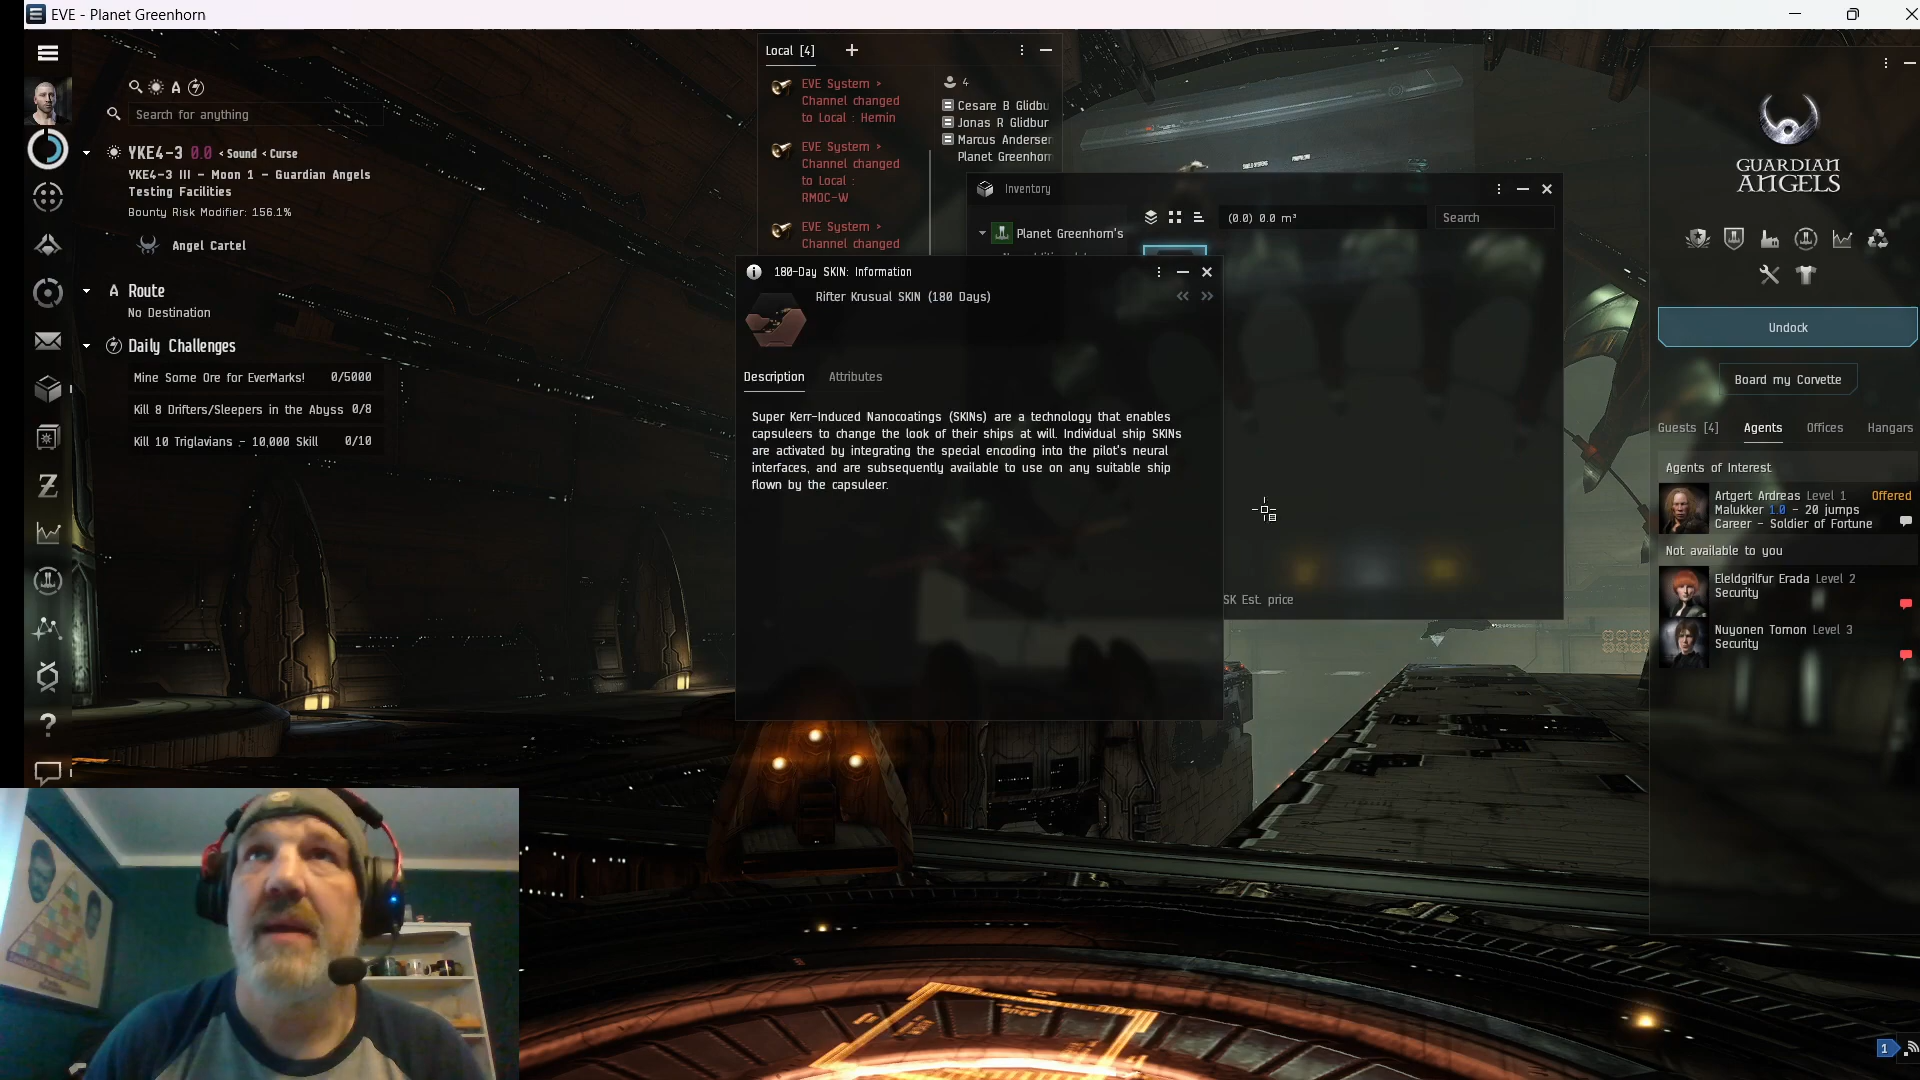 EVE - Planet Greenhorn
Search for anything
YKE4-3 0.0 < Sound < Curse
YKE4-3 III - Moon 1 - Guardian Angels
Testing Facilities
Bounty Risk Modifier: 156.1%
Angel Cartel
Route
No Destination
Daily Challenges
Mine Some Ore for EverMarks! 0/5000
Kill 8 Drifters/Sleepers in the Abyss 0/8
Kill 10 Triglavians - 10,000 Skill 0/10
Local [4]
EVE System >
Channel changed
to Local : Hemin
EVE System >
Channel changed
to Local :
RMOC-W
EVE System >
Channel changed
4
Cesare B Glidbu
Jonas R Glidbur
Marcus Andersen
Planet Greenhorn
Inventory
(0.0) 0.0 m³
Search
Planet Greenhorn's
180-Day SKIN: Information
Rifter Krusual SKIN (180 Days)
Description Attributes
Super Kerr-Induced Nanocoatings (SKINs) are a technology that enables
capsuleers to change the look of their ships at will. Individual ship SKINs
are activated by integrating the special encoding into the pilot's neural
interfaces, and are subsequently available to use on any suitable ship
flown by the capsuleer.
SK Est. price
GUARDIAN
ANGELS
Undock
Board my Corvette
Guests [4] Agents Offices Hangars
Agents of Interest
Artgert Ardreas Level 1 Offered
Malukker 1.0 - 20 jumps
Career - Soldier of Fortune
Not available to you
Eleldgrilfur Erada Level 2
Security
Nuyonen Tomon Level 3
Security
1